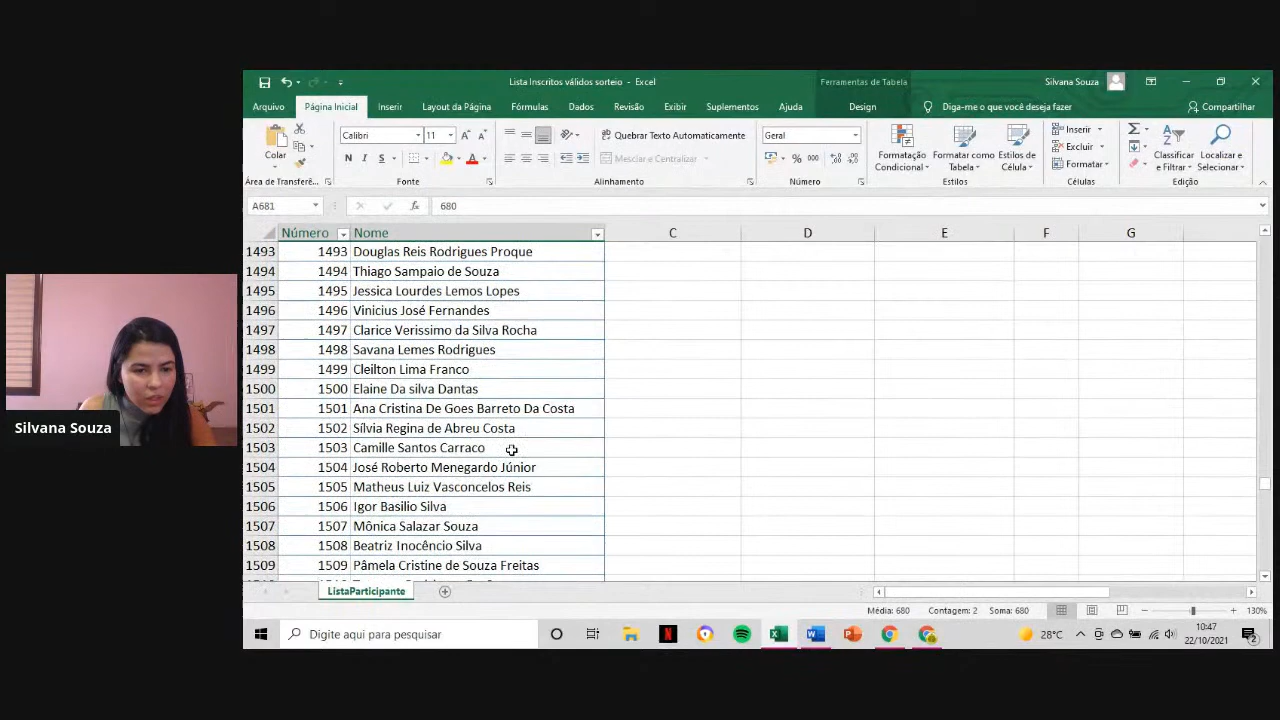 Lista Inscritos válidos sorteio - Excel
Ferramentas de Tabela
Silvana Souza
Arquivo Página Inicial Inserir Layout da Página Fórmulas Dados Revisão Exibir Suplementos Ajuda Design Diga-me o que você deseja fazer Compartilhar
Colar
Calibri 11
N I S
Quebrar Texto Automaticamente
Mesclar e Centralizar
Geral
% 000
Formatação Condicional
Formatar como Tabela
Estilos de Célula
Inserir
Excluir
Formatar
Classificar e Filtrar
Localizar e Selecionar
Área de Transferê... Fonte Alinhamento Número Estilos Células Edição
A681 fx 680
Número Nome C D E F G
1493 1493 Douglas Reis Rodrigues Proque
1494 1494 Thiago Sampaio de Souza
1495 1495 Jessica Lourdes Lemos Lopes
1496 1496 Vinicius José Fernandes
1497 1497 Clarice Verissimo da Silva Rocha
1498 1498 Savana Lemes Rodrigues
1499 1499 Cleilton Lima Franco
1500 1500 Elaine Da silva Dantas
1501 1501 Ana Cristina De Goes Barreto Da Costa
1502 1502 Sílvia Regina de Abreu Costa
1503 1503 Camille Santos Carraco
1504 1504 José Roberto Menegardo Júnior
1505 1505 Matheus Luiz Vasconcelos Reis
1506 1506 Igor Basilio Silva
1507 1507 Mônica Salazar Souza
1508 1508 Beatriz Inocêncio Silva
1509 1509 Pâmela Cristine de Souza Freitas
ListaParticipante
Média: 680 Contagem: 2 Soma: 680 130%
Digite aqui para pesquisar
28°C
10:47
22/10/2021
2
Silvana Souza